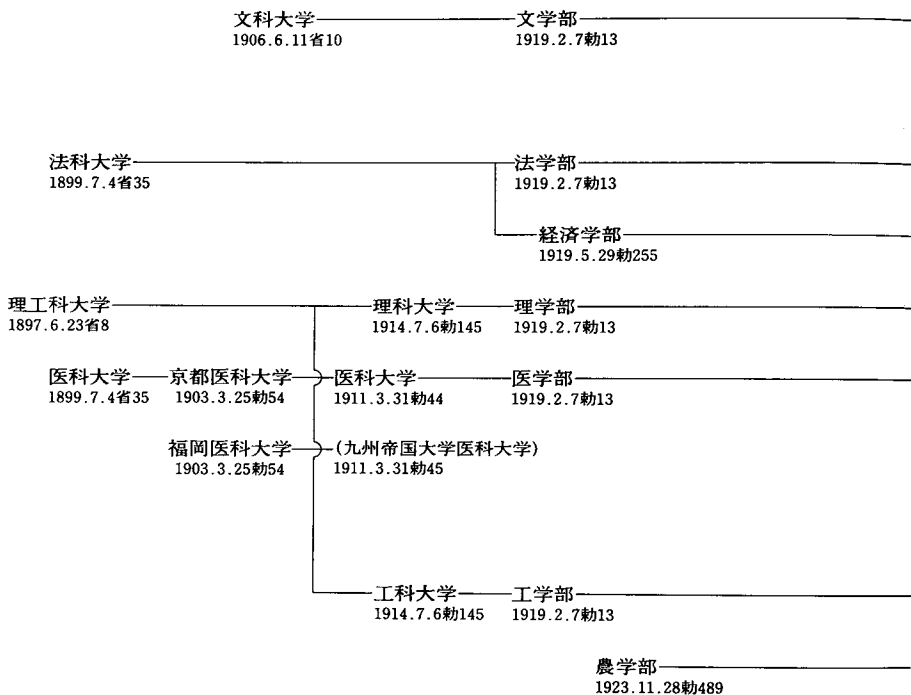 文科大学 文学部
1906.6.11省10 1919.2.7勅13
法科大学 法学部
1899.7.4省35 1919.2.7勅13
経済学部
1919.5.29勅255
理工科大学 理科大学 理学部
1897.6.23省8 1914.7.6勅145 1919.2.7勅13
医科大学 京都医科大学 医科大学 医学部
1899.7.4省35 1903.3.25勅54 1911.3.31勅44 1919.2.7勅13
福岡医科大学 (九州帝国大学医科大学)
1903.3.25勅54 1911.3.31勅45
工科大学 工学部
1914.7.6勅145 1919.2.7勅13
農学部
1923.11.28勅489